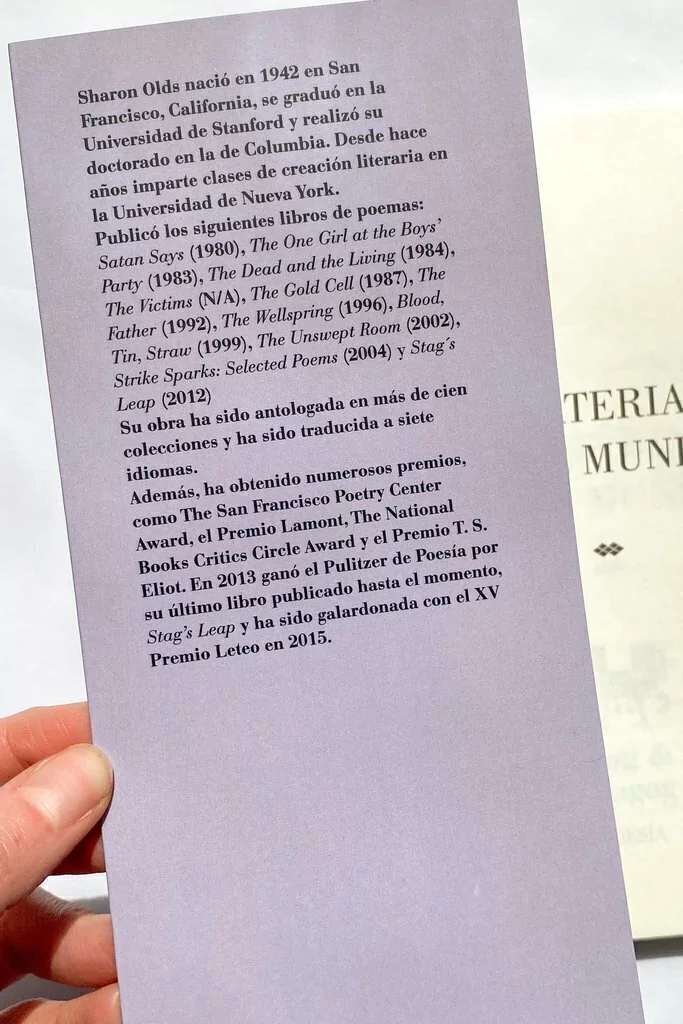 Sharon Olds nació en 1942 en San
Francisco, California, se graduó en la
Universidad de Stanford y realizó su
doctorado en la de Columbia. Desde hace
años imparte clases de creación literaria en
la Universidad de Nueva York.
Publicó los siguientes libros de poemas:
Satan Says (1980), The One Girl at the Boys’
Party (1983), The Dead and the Living (1984),
The Victims (N/A), The Gold Cell (1987), The
Father (1992), The Wellspring (1996), Blood,
Tin, Straw (1999), The Unswept Room (2002),
Strike Sparks: Selected Poems (2004) y Stag´s
Leap (2012)
Su obra ha sido antologada en más de cien
colecciones y ha sido traducida a siete
idiomas.
Además, ha obtenido numerosos premios,
como The San Francisco Poetry Center
Award, el Premio Lamont, The National
Books Critics Circle Award y el Premio T. S.
Eliot. En 2013 ganó el Pulitzer de Poesía por
su último libro publicado hasta el momento,
Stag’s Leap y ha sido galardonada con el XV
Premio Leteo en 2015.
TERIA
MUN